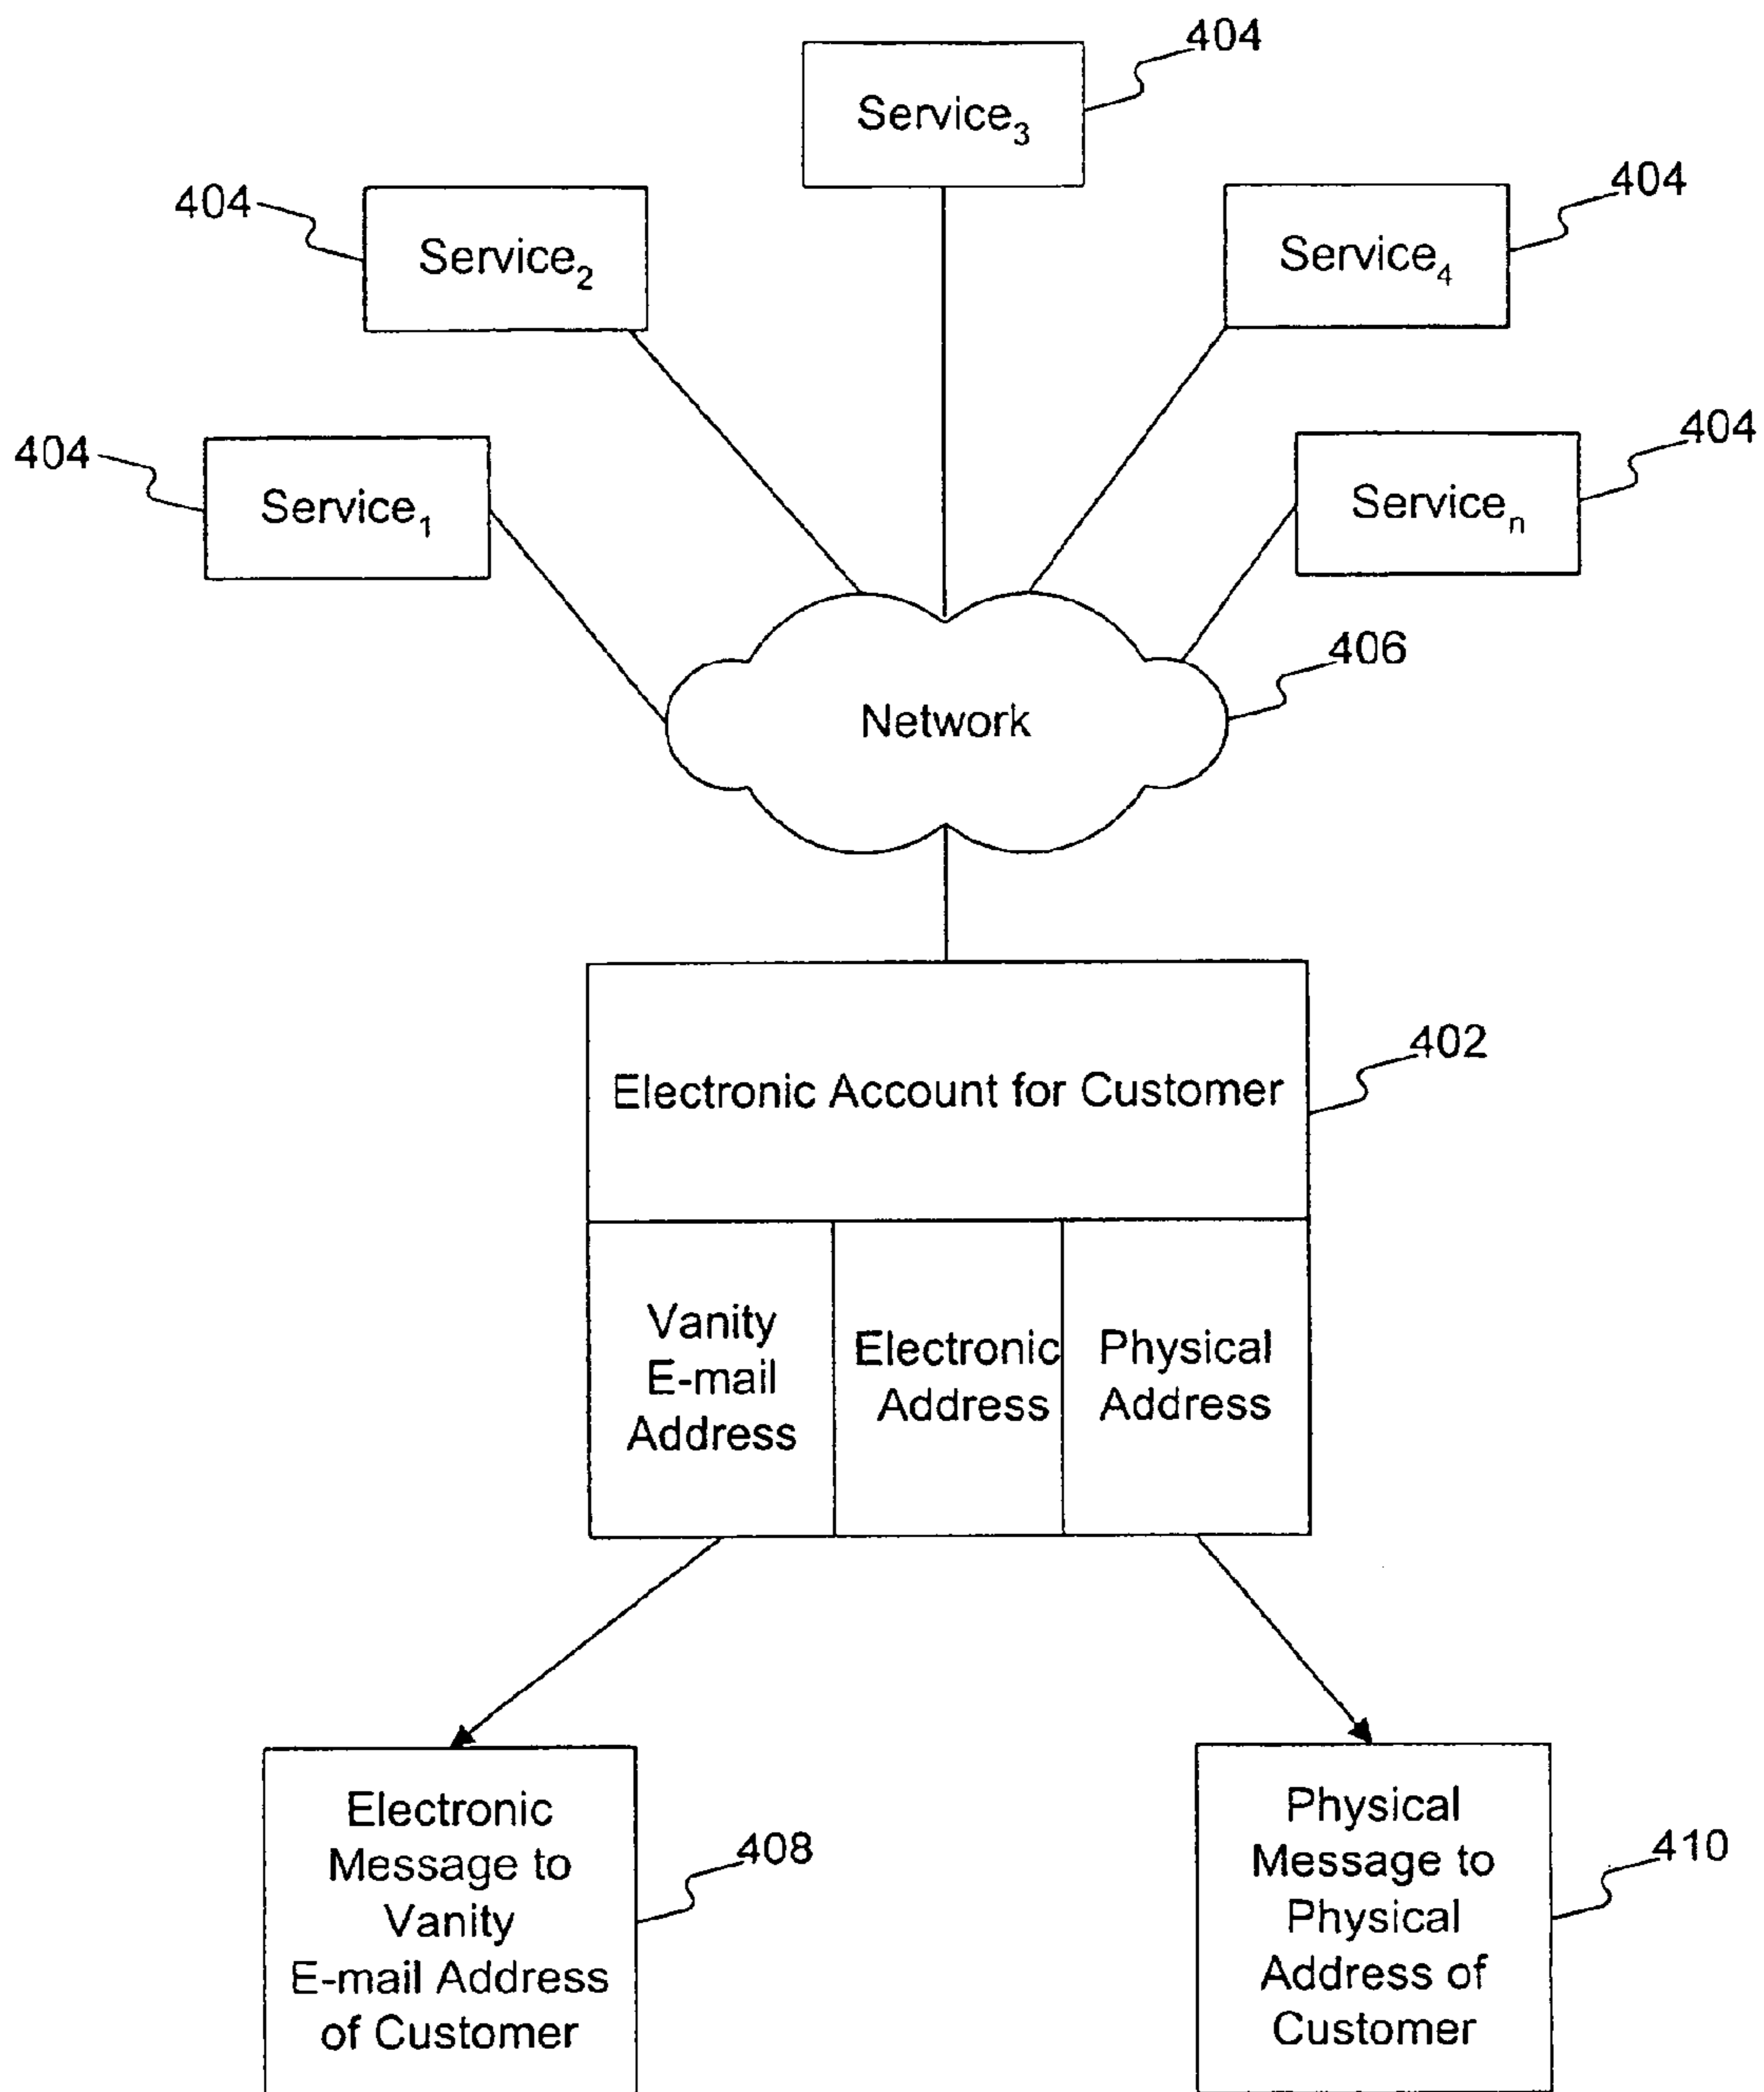 404
Service₃
404
Service₂
404
Service₄
404
Service₁
404
Serviceₙ
406
Network
402
Electronic Account for Customer
Vanity
E-mail
Address
Electronic
Address
Physical
Address
Electronic
Message to
Vanity
E-mail Address
of Customer
408
Physical
Message to
Physical
Address of
Customer
410